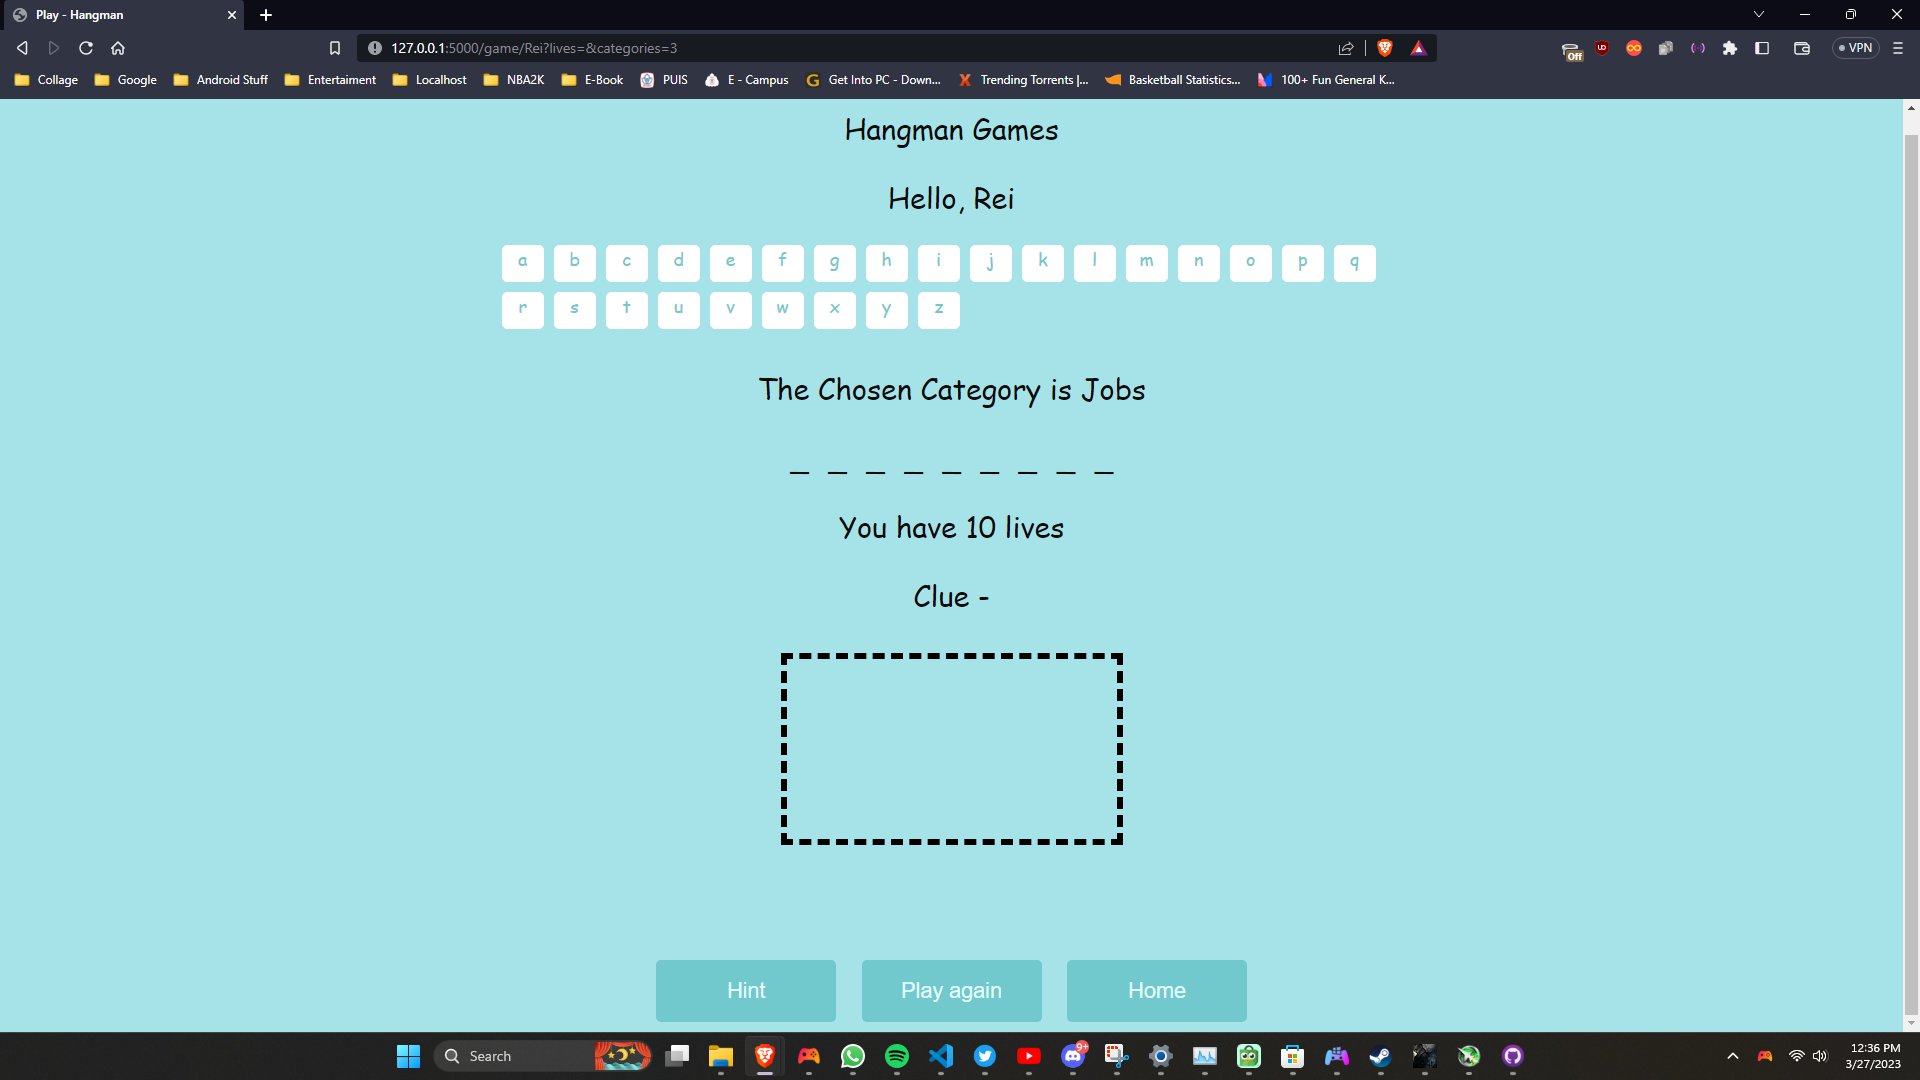 Play - Hangman
127.0.0.1:5000/game/Rei?lives=&categories=3
Off
VPN
Collage Google Android Stuff Entertaiment Localhost NBA2K E-Book PUIS E - Campus Get Into PC - Down... Trending Torrents |... Basketball Statistics... 100+ Fun General K...
Hangman Games
Hello, Rei
a b c d e f g h i j k l m n o p q
r s t u v w x y z
The Chosen Category is Jobs
_ _ _ _ _ _ _ _ _
You have 10 lives
Clue -
Hint Play again Home
Search
9+
12:36 PM
3/27/2023